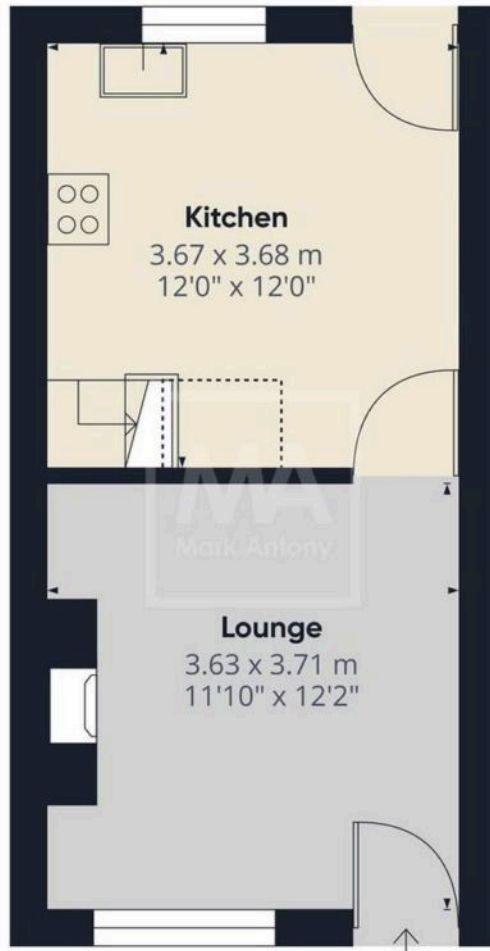 Kitchen
3.67 x 3.68 m
12'0" x 12'0"
MA
Mark Antony
Lounge
3.63 x 3.71 m
11'10" x 12'2"